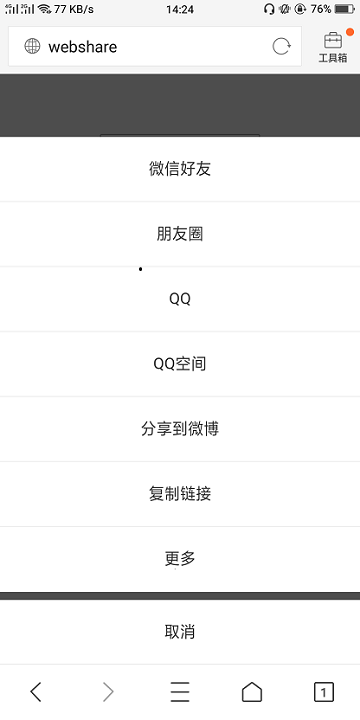 77 KB/s
14:24
76%
webshare
工具箱
微信好友
朋友圈
QQ
QQ空间
分享到微博
复制链接
更多
取消
1